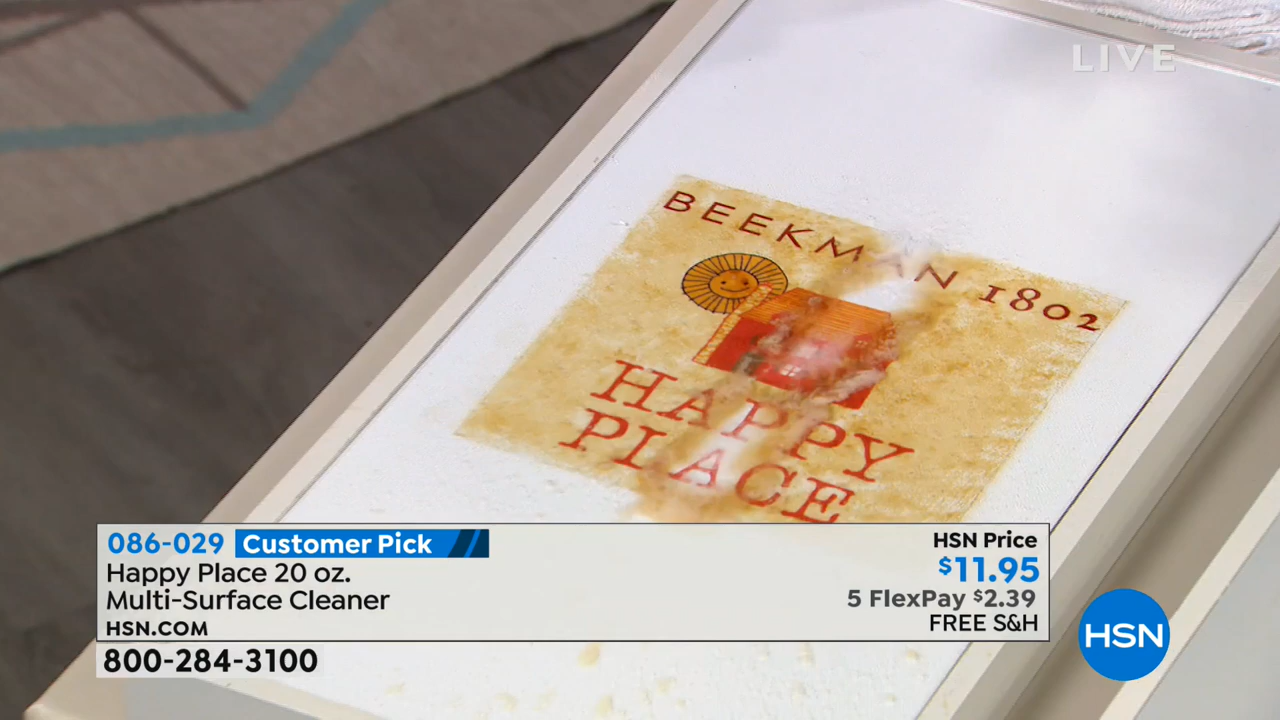 LIVE
BEEKMAN 1802
HAPPY
PLACE
086-029 Customer Pick
Happy Place 20 oz.
Multi-Surface Cleaner
HSN.COM
800-284-3100
HSN Price
$11.95
5 FlexPay $2.39
FREE S&H
HSN